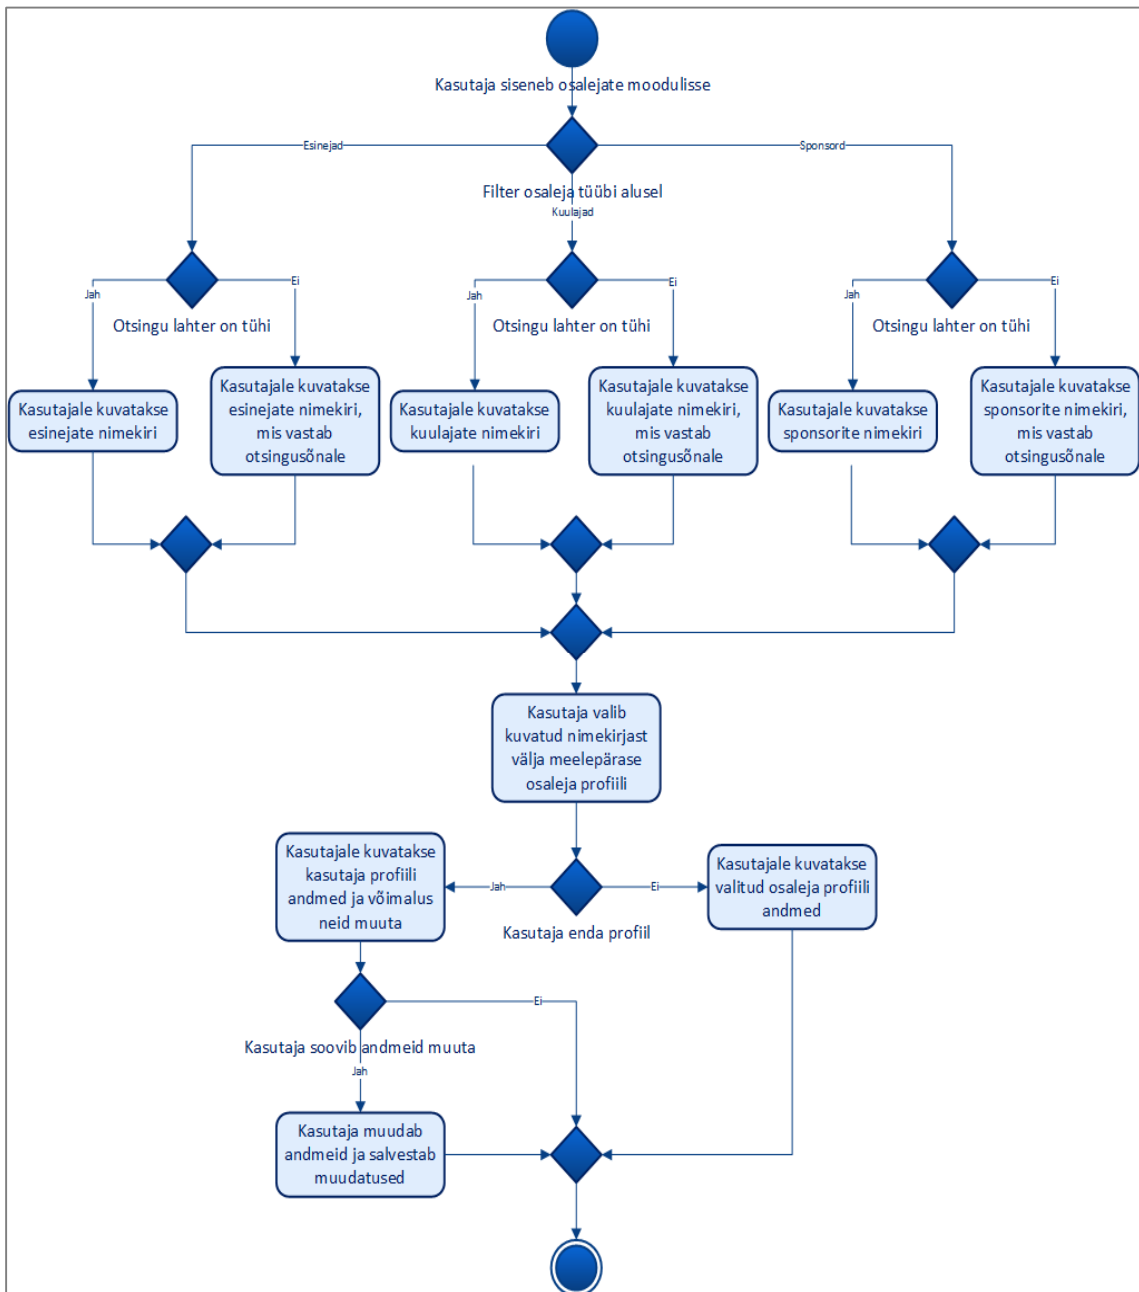 Kasutaja siseneb osalejate moodulisse
Esinejad
Sponsord
Filter osaleja tüübi alusel
Kuulajad
Jah
Ei
Otsingu lahter on tühi
Jah
Ei
Otsingu lahter on tühi
Jah
Ei
Otsingu lahter on tühi
Kasutajale kuvatakse
esinejate nimekiri
Kasutajale kuvatakse
esinejate nimekiri,
mis vastab
otsingusõnale
Kasutajale kuvatakse
kuulajate nimekiri
Kasutajale kuvatakse
kuulajate nimekiri,
mis vastab
otsingusõnale
Kasutajale kuvatakse
sponsorite nimekiri
Kasutajale kuvatakse
sponsorite nimekiri,
mis vastab
otsingusõnale
Kasutaja valib
kuvatud nimekirjast
välja meelepärase
osaleja profiili
Kasutajale kuvatakse
kasutaja profiili
andmed ja võimalus
neid muuta
Jah
Ei
Kasutaja enda profiil
Kasutajale kuvatakse
valitud osaleja profiili
andmed
Ei
Kasutaja soovib andmeid muuta
Jah
Kasutaja muudab
andmeid ja salvestab
muudatused